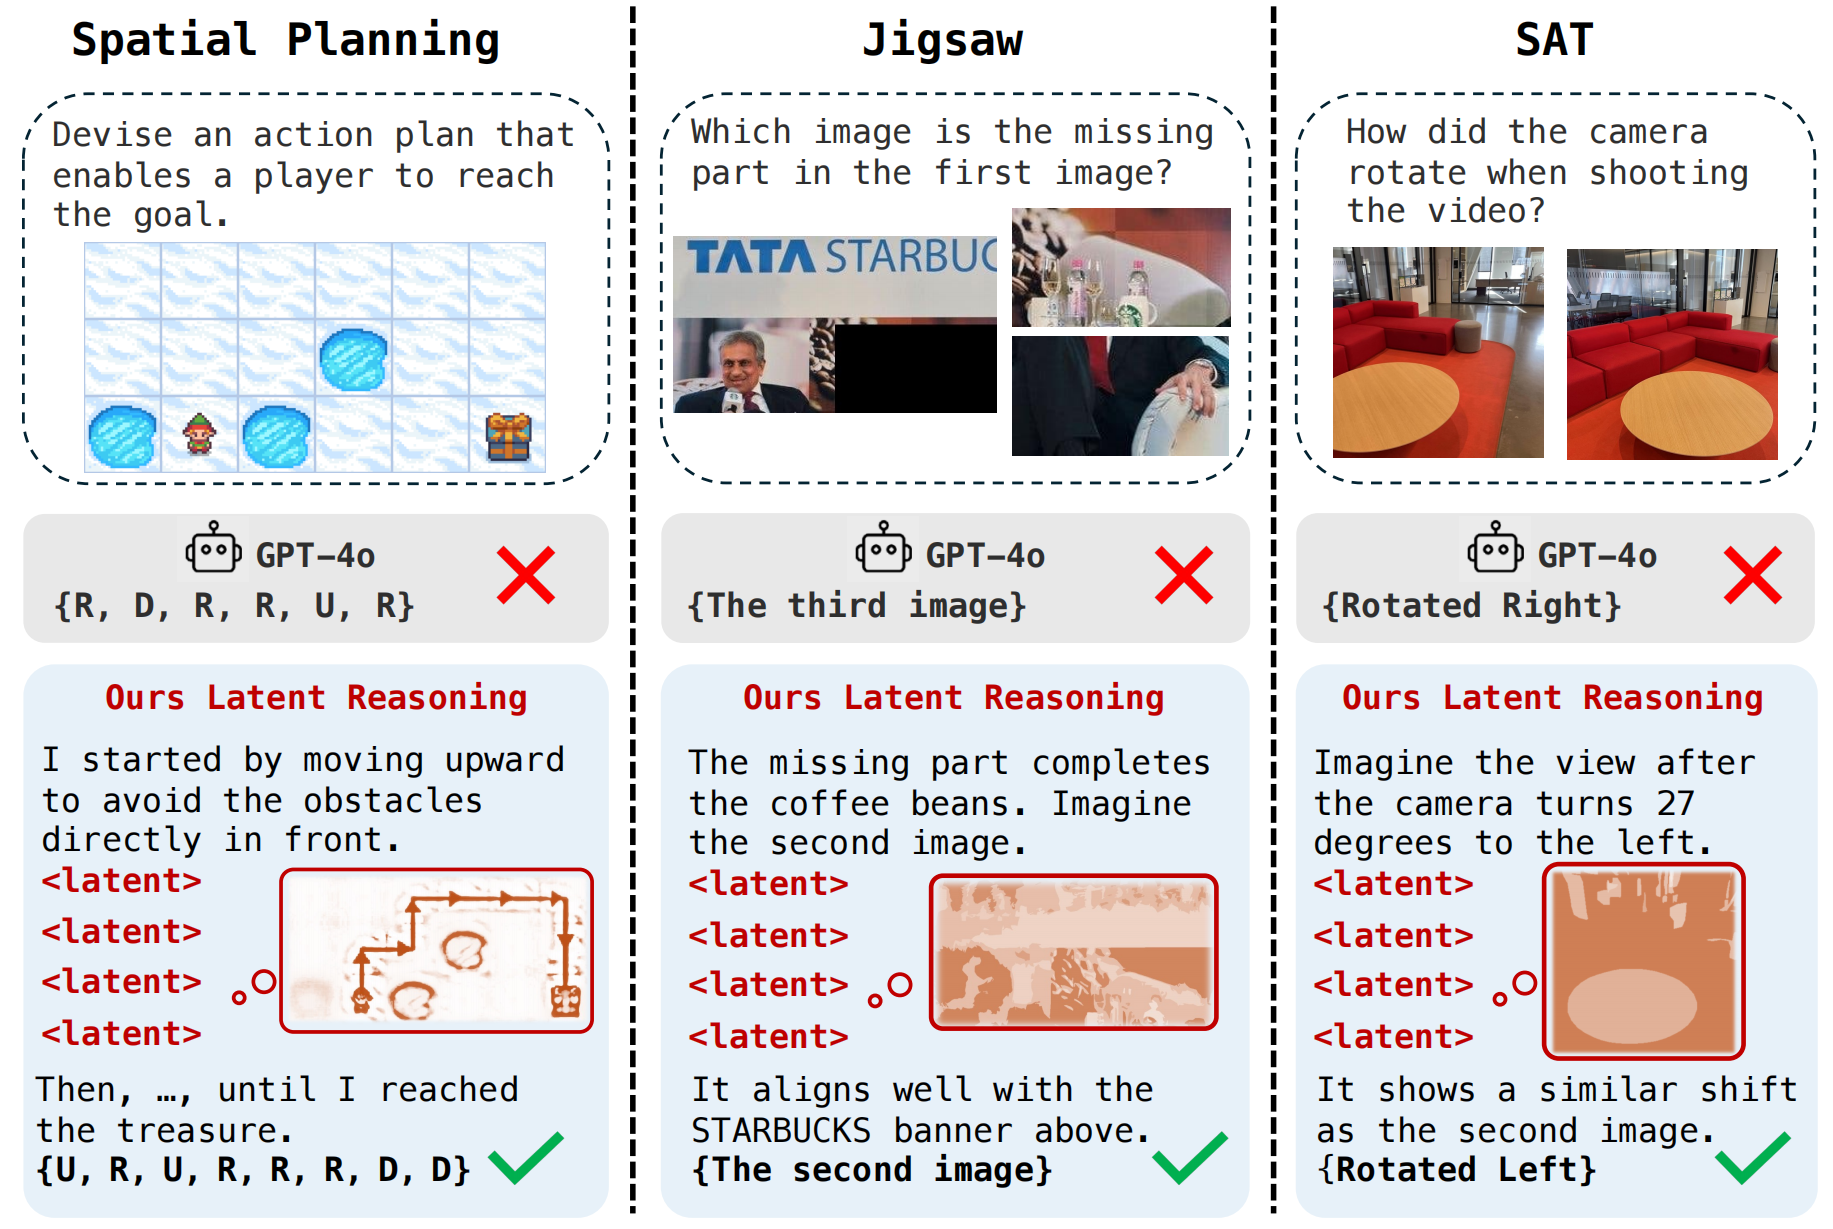 Spatial Planning
Devise an action plan that
enables a player to reach
the goal.
GPT-4o
{R, D, R, R, U, R}
Ours Latent Reasoning
I started by moving upward
to avoid the obstacles
directly in front.
<latent>
<latent>
<latent>
<latent>
Then, …, until I reached
the treasure.
{U, R, U, R, R, R, D, D}
Jigsaw
Which image is the missing
part in the first image?
TATA STARBUC
GPT-4o
{The third image}
Ours Latent Reasoning
The missing part completes
the coffee beans. Imagine
the second image.
<latent>
<latent>
<latent>
<latent>
It aligns well with the
STARBUCKS banner above.
{The second image}
SAT
How did the camera
rotate when shooting
the video?
GPT-4o
{Rotated Right}
Ours Latent Reasoning
Imagine the view after
the camera turns 27
degrees to the left.
<latent>
<latent>
<latent>
<latent>
It shows a similar shift
as the second image.
{Rotated Left}